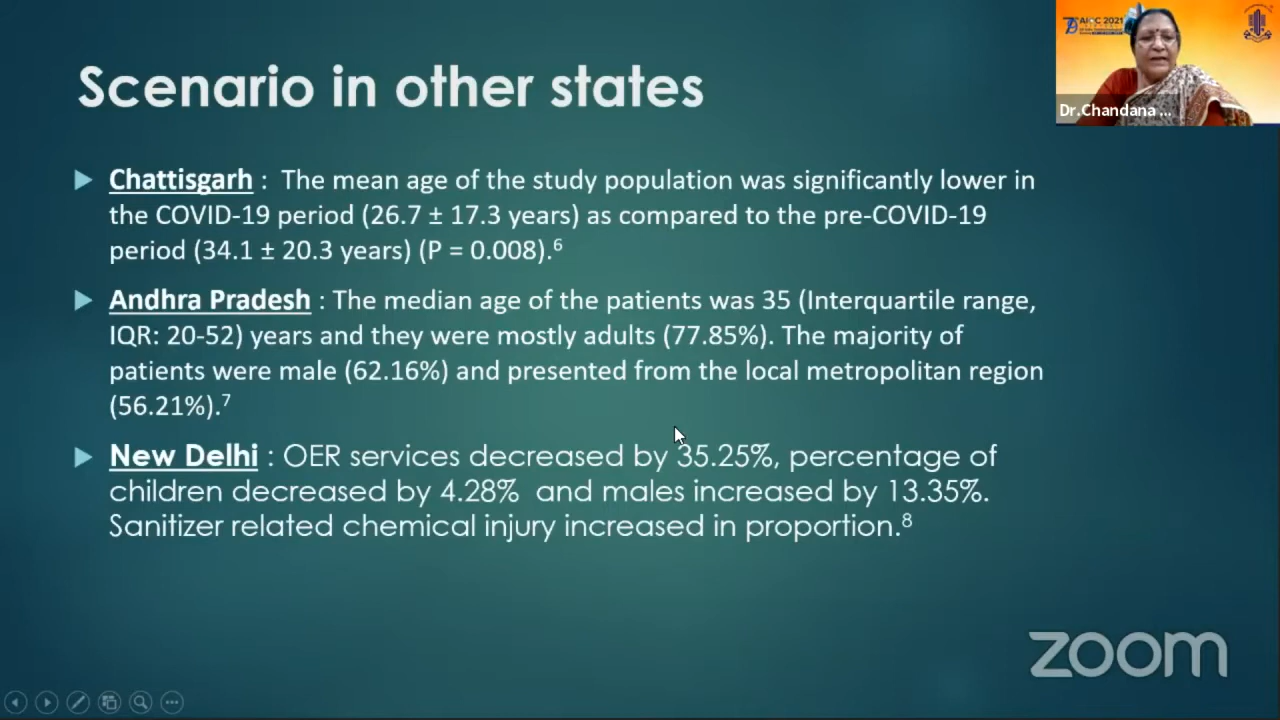 Scenario in other states
AIOC 2021
Dr.Chandana ...
Chattisgarh : The mean age of the study population was significantly lower in
the COVID-19 period (26.7 ± 17.3 years) as compared to the pre-COVID-19
period (34.1 ± 20.3 years) (P = 0.008).6
Andhra Pradesh : The median age of the patients was 35 (Interquartile range,
IQR: 20-52) years and they were mostly adults (77.85%). The majority of
patients were male (62.16%) and presented from the local metropolitan region
(56.21%).7
New Delhi : OER services decreased by 35.25%, percentage of
children decreased by 4.28% and males increased by 13.35%.
Sanitizer related chemical injury increased in proportion.8
zoom